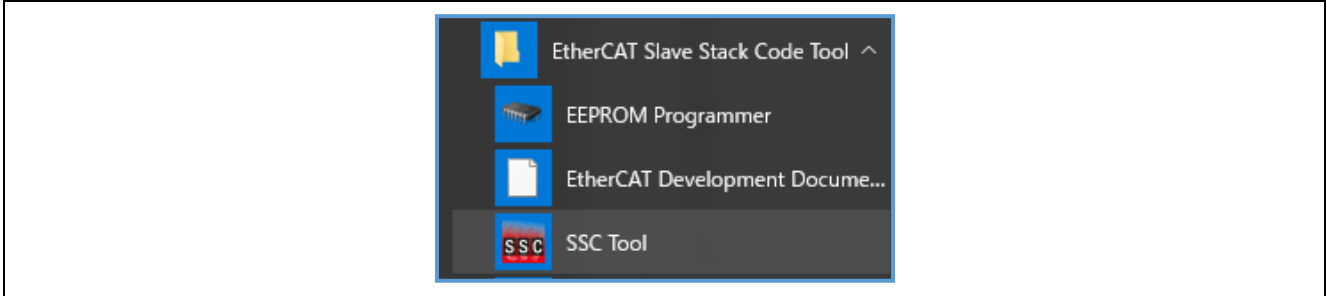 EtherCAT Slave Stack Code Tool
EEPROM Programmer
EtherCAT Development Docume...
SSC
SSC Tool